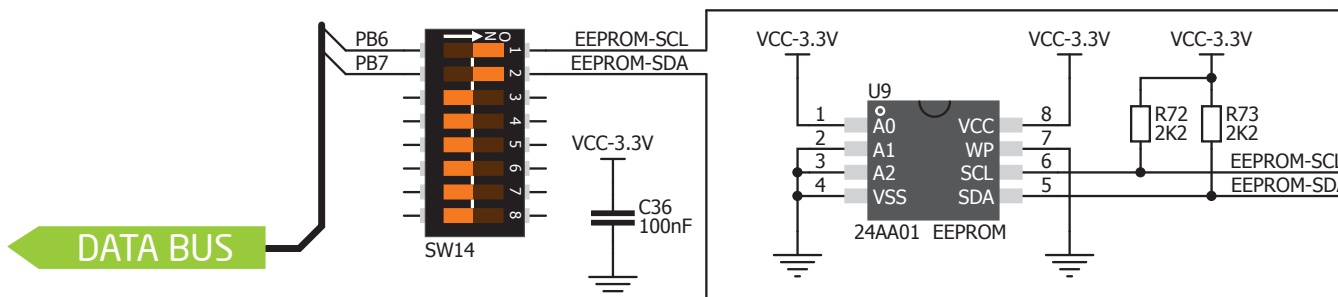 PB6
PB7
ON
1
2
3
4
5
6
7
8
SW14
EEPROM-SCL
EEPROM-SDA
VCC-3.3V
C36
100nF
DATA BUS
VCC-3.3V
VCC-3.3V
VCC-3.3V
U9
1
2
3
4
A0
A1
A2
VSS
VCC
WP
SCL
SDA
8
7
6
5
24AA01 EEPROM
R72
2K2
R73
2K2
EEPROM-SCL
EEPROM-SDA